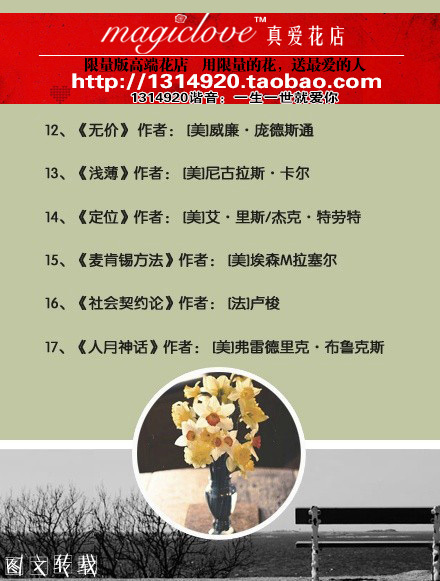 magiclove™ 真爱花店
限量版高端花店 用限量的花，送最爱的人
http://1314920.taobao.com
1314920谐音：一生一世就爱你
12、《无价》 作者： [美]威廉·庞德斯通
13、《浅薄》作者： [美]尼古拉斯·卡尔
14、《定位》作者： [美]艾·里斯/杰克·特劳特
15、《麦肯锡方法》作者： [美]埃森M拉塞尔
16、《社会契约论》作者： [法]卢梭
17、《人月神话》作者： [美]弗雷德里克·布鲁克斯
图文转载